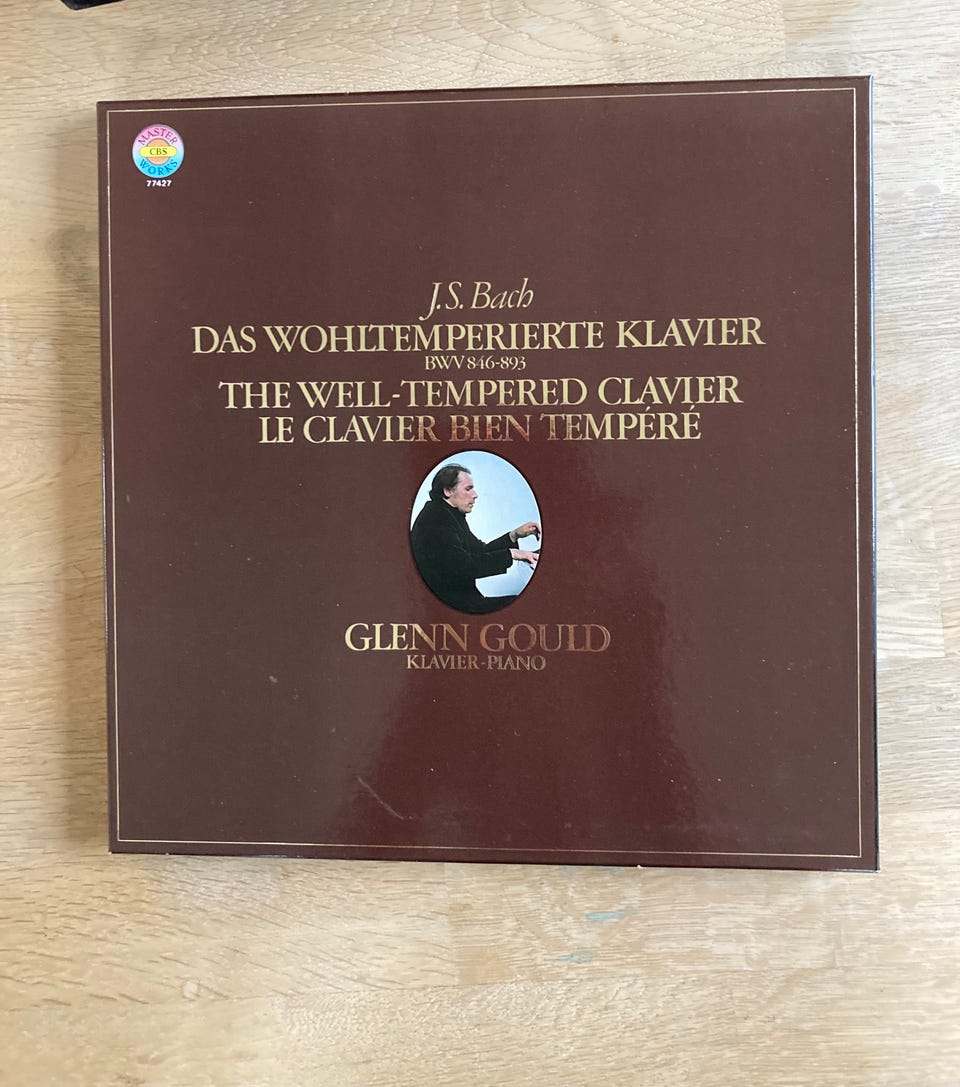 MASTER
CBS
WORKS
77427
J.S. Bach
DAS WOHLTEMPERIERTE KLAVIER
BWV 846-893
THE WELL-TEMPERED CLAVIER
LE CLAVIER BIEN TEMPÉRÉ
GLENN GOULD
KLAVIER-PIANO